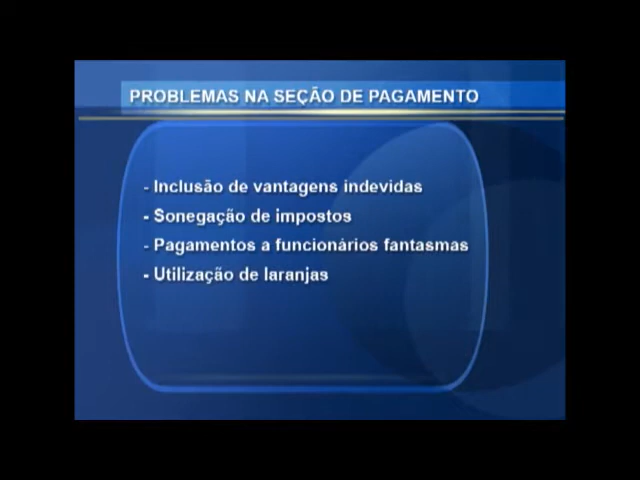 PROBLEMAS NA SEÇÃO DE PAGAMENTO
- Inclusão de vantagens indevidas
- Sonegação de impostos
- Pagamentos a funcionários fantasmas
- Utilização de laranjas